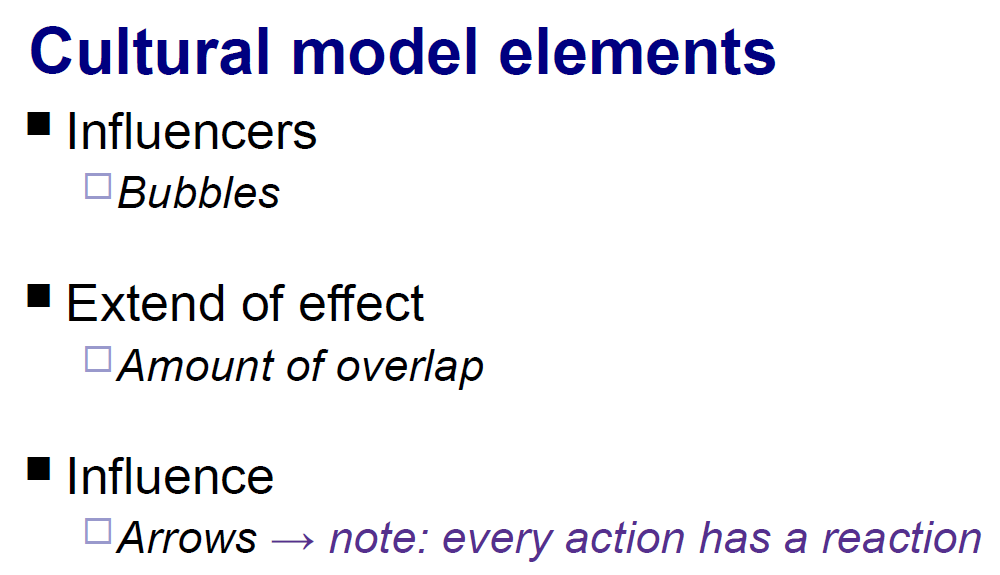 Cultural model elements
Influencers
Bubbles
Extend of effect
Amount of overlap
Influence
Arrows → note: every action has a reaction